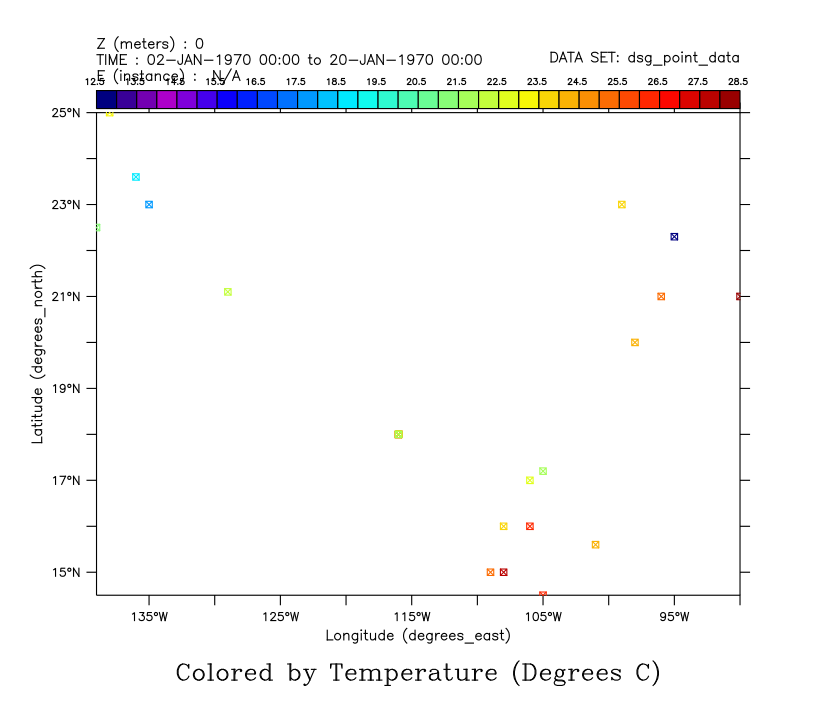 Z (meters) : 0
TIME : 02-JAN-1970 00:00 to 20-JAN-1970 00:00
DATA SET: dsg_point_data
E (instance) : N/A
12.5 13.5 14.5 15.5 16.5 17.5 18.5 19.5 20.5 21.5 22.5 23.5 24.5 25.5 26.5 27.5 28.5
25°N
23°N
21°N
19°N
17°N
15°N
Latitude (degrees_north)
135°W 125°W 115°W 105°W 95°W
Longitude (degrees_east)
Colored by Temperature (Degrees C)